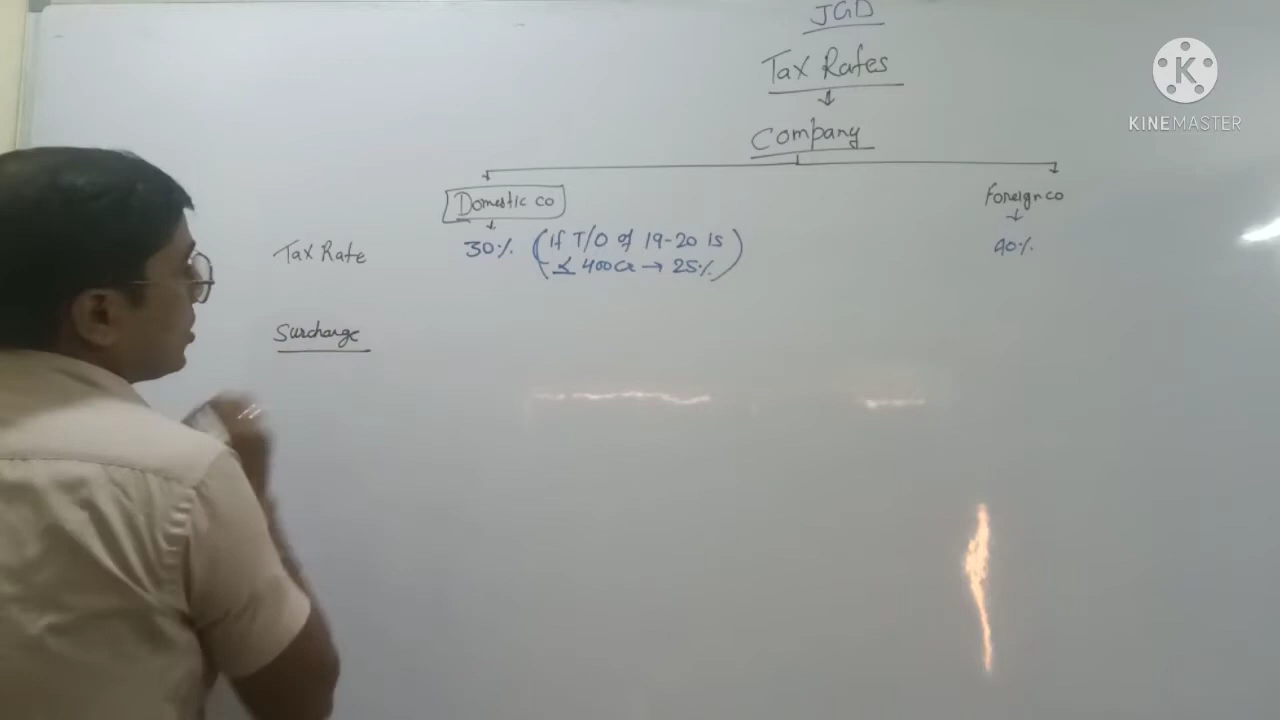 JGD
Tax Rates
Company
Domestic co
Foreign co
Tax Rate
30% (If T/O of 19-20 is
≤ 400Cr → 25%)
40%
Surcharge
K
KINEMASTER